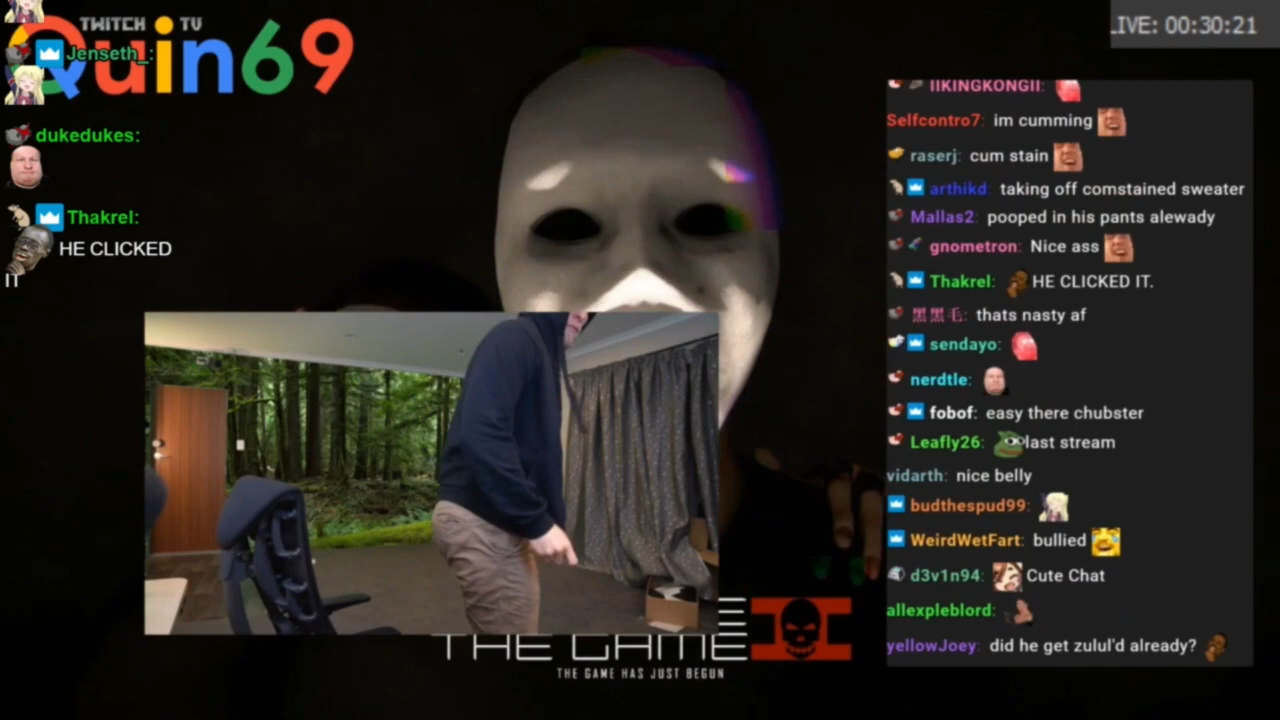 TWITCH TV
Quin69
Jenseth_:
dukedukes:
Thakrel:
HE CLICKED
IT
LIVE: 00:30:21
IIKINGKONGII:
Selfcontro7: im cumming
raserj: cum stain
arthikd: taking off comstained sweater
Mallas2: pooped in his pants alewady
gnometron: Nice ass
Thakrel: HE CLICKED IT.
黑黑毛: thats nasty af
sendayo:
nerdtle:
fobof: easy there chubster
Leafly26: last stream
vidarth: nice belly
budthespud99:
WeirdWetFart: bullied
d3v1n94: Cute Chat
allexpleblord:
yellowJoey: did he get zulul'd already?
THE GAME
THE GAME HAS JUST BEGUN